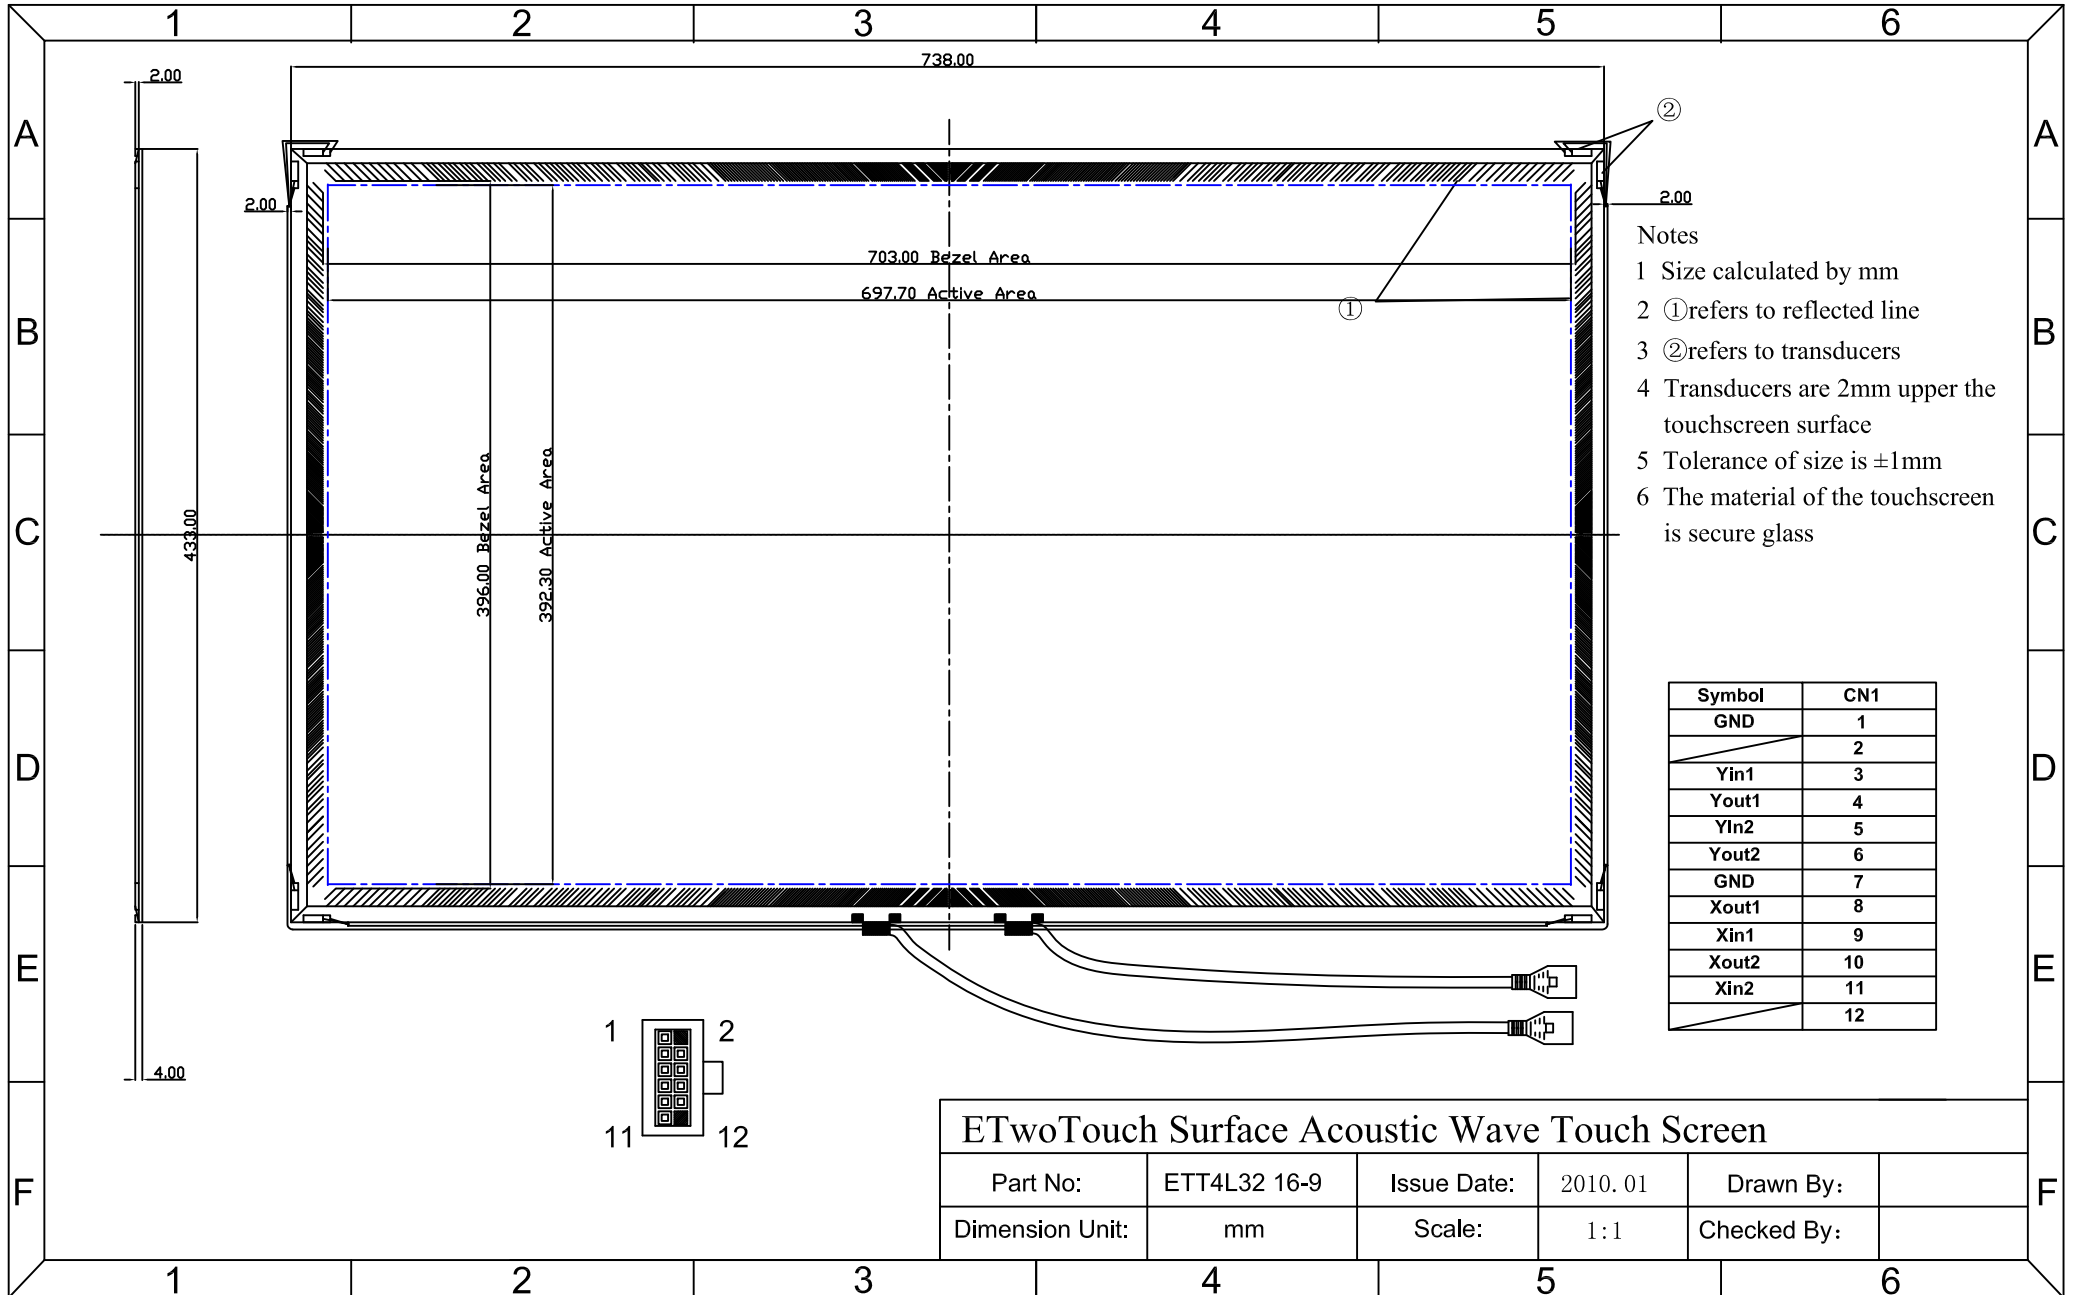 1 2 3 4 5 6
738.00
2.00
②
A A
2.00 2.00
Notes
1 Size calculated by mm
2 ①refers to reflected line
3 ②refers to transducers
4 Transducers are 2mm upper the
touchscreen surface
5 Tolerance of size is ±1mm
6 The material of the touchscreen
is secure glass
703.00 Bezel Area
697.70 Active Area
①
B B
433.00
396.00 Bezel Area
392.30 Active Area
C C
Symbol CN1
GND 1
2
Yin1 3
Yout1 4
YIn2 5
Yout2 6
GND 7
Xout1 8
Xin1 9
Xout2 10
Xin2 11
12
D D
E E
4.00
1 2
11 12
ETwoTouch Surface Acoustic Wave Touch Screen
Part No: ETT4L32 16-9 Issue Date: 2010.01 Drawn By：
Dimension Unit: mm Scale: 1:1 Checked By：
F F
1 2 3 4 5 6